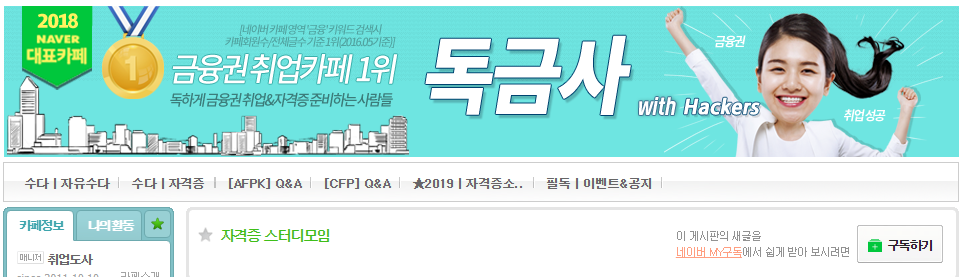 2018
NAVER
대표카페
1
[네이버 카페 영역 '금융' 키워드 검색시
카페회원수/전체글수 기준 1위(2016.05기준)]
금융권 취업카페 1위
독하게 금융권 취업&자격증 준비하는 사람들
독금사
with Hackers
금융권
취업성공
수다 | 자유수다
수다 | 자격증
[AFPK] Q&A
[CFP] Q&A
★2019 | 자격증소..
필독 | 이벤트&공지
카페정보
나의활동
매니저 취업도사
since 2011.10.18
카페소개
자격증 스터디모임
이 게시판의 새글을
네이버 MY구독에서 쉽게 받아 보시려면
구독하기